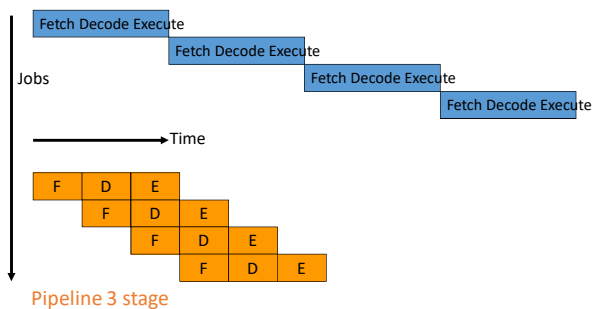 Fetch Decode Execute
Fetch Decode Execute
Jobs
Fetch Decode Execute
Fetch Decode Execute
Time
F D E
F D E
F D E
F D E
Pipeline 3 stage